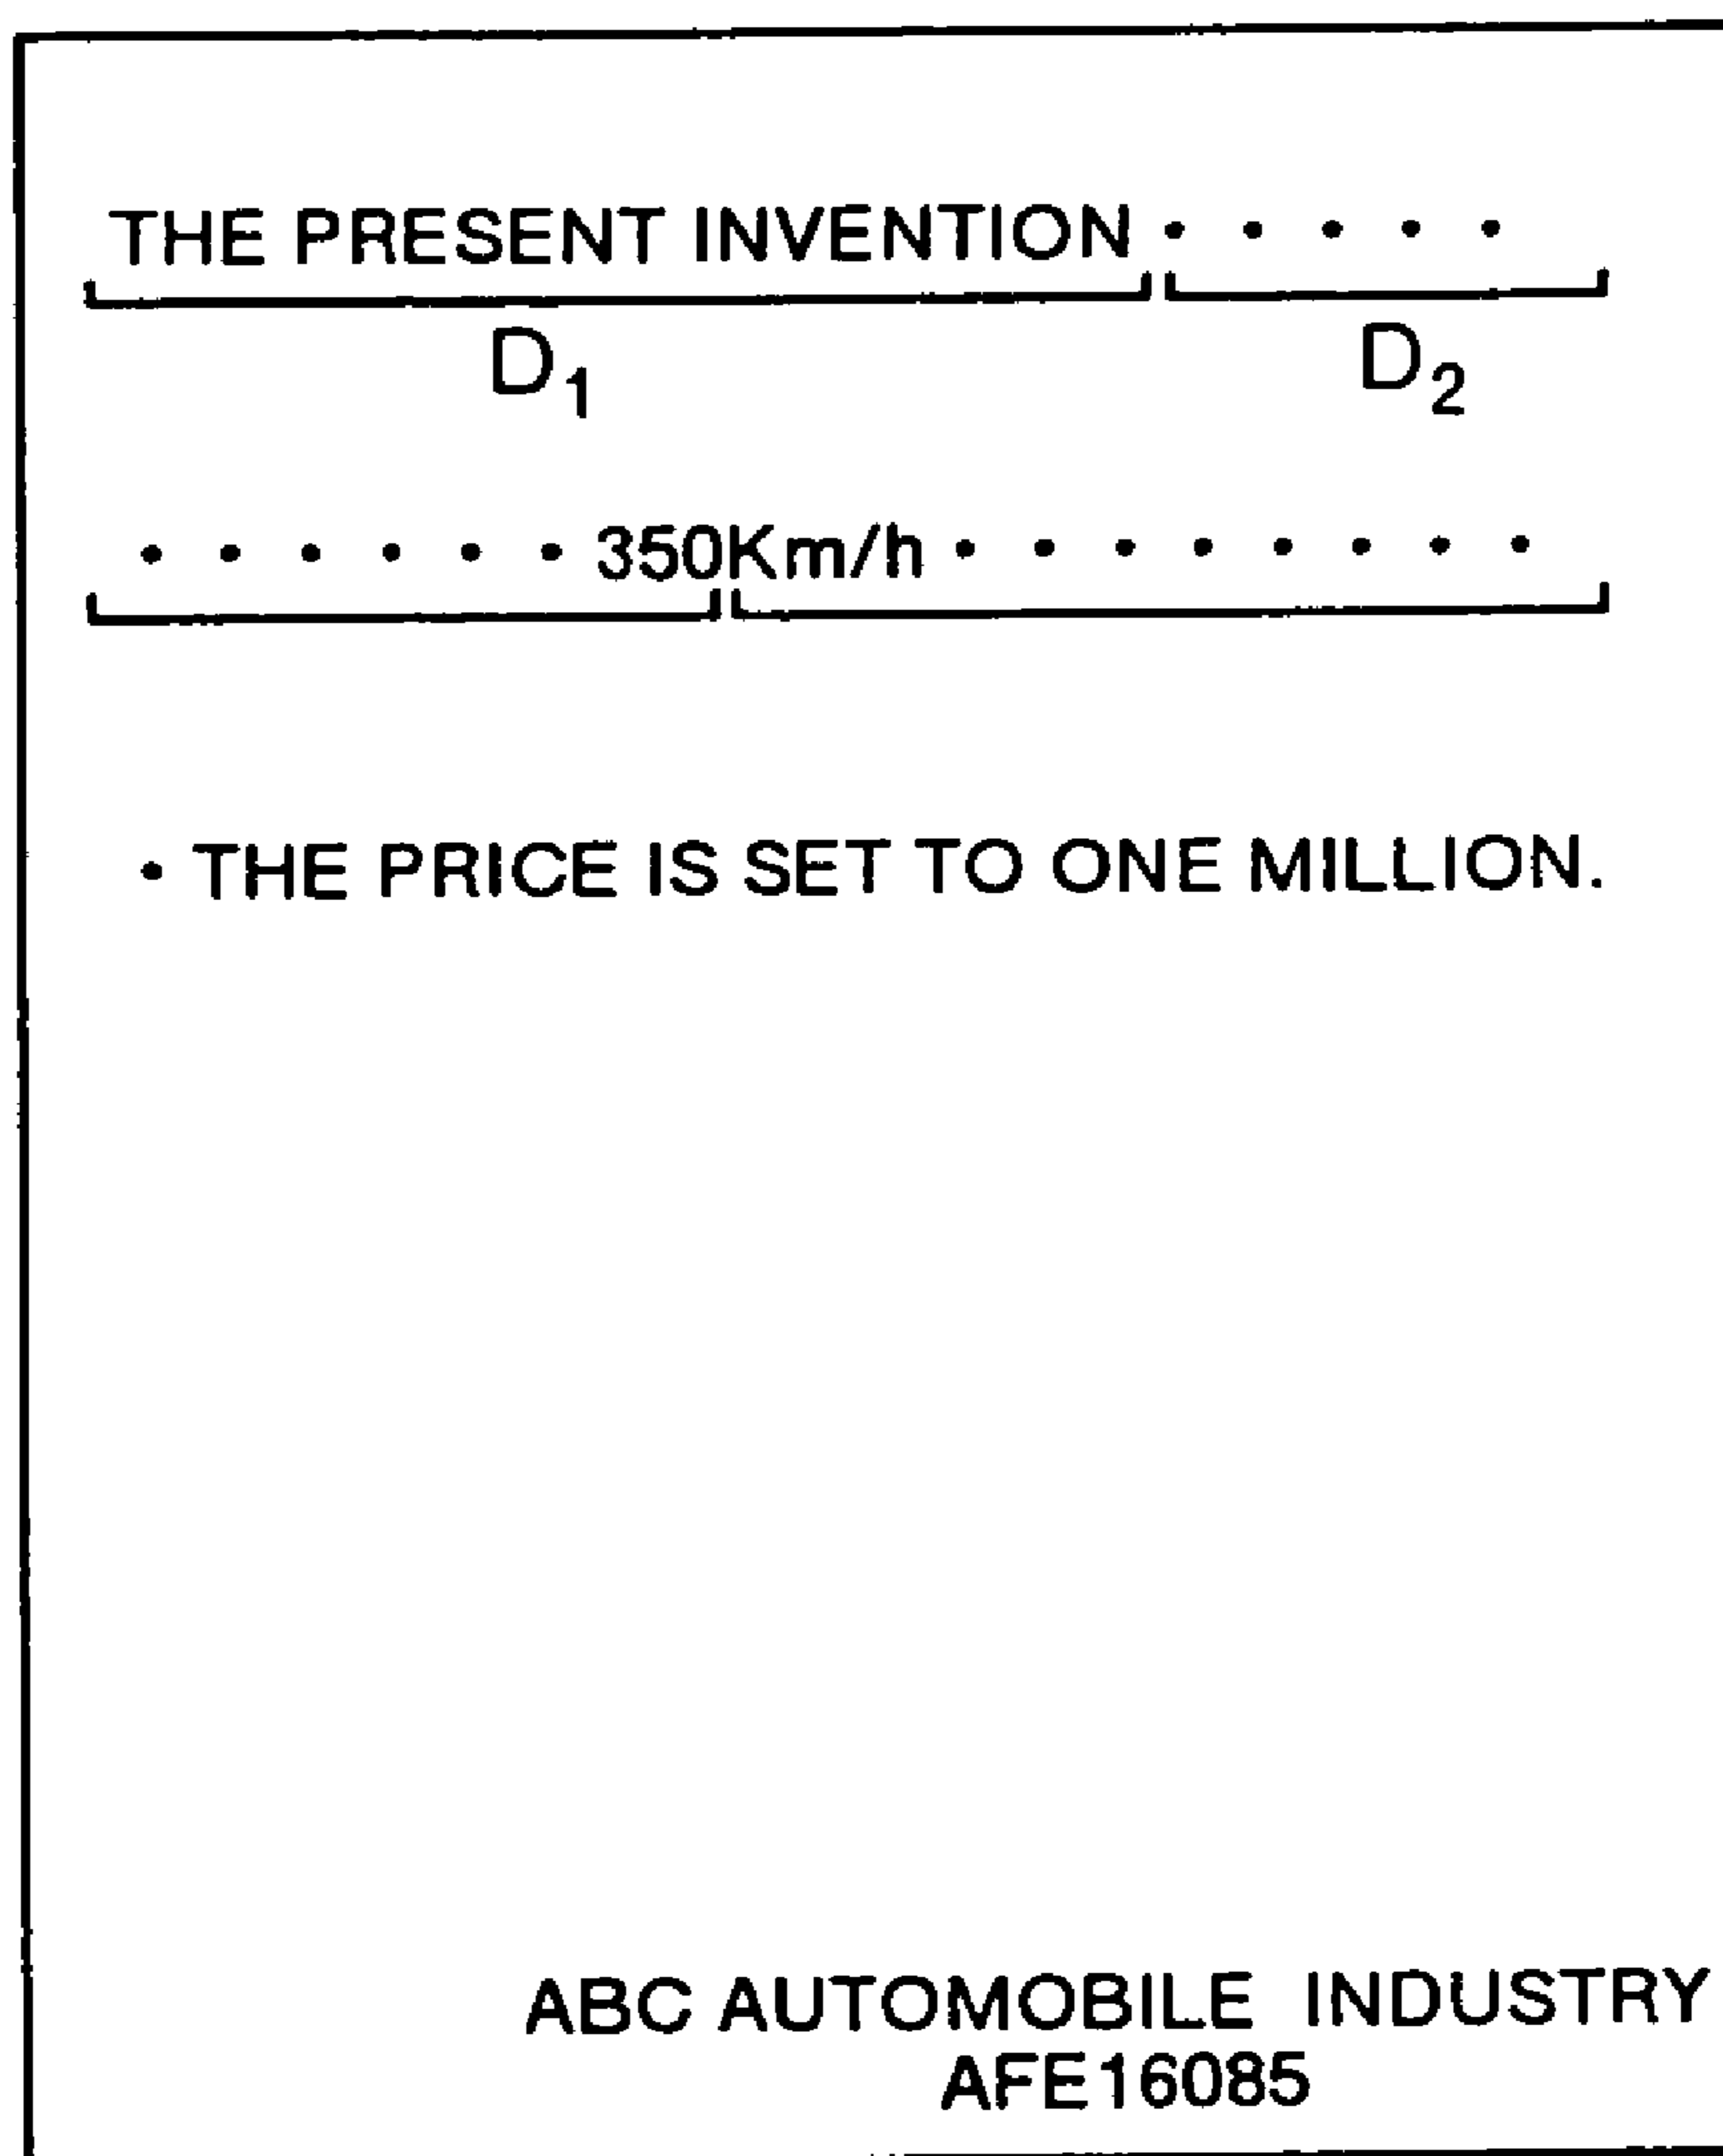 THE PRESENT INVENTION · · · · ·
D1 D2
· · · · · · 350Km/h · · · · · · · ·
· THE PRICE IS SET TO ONE MILLION.
ABC AUTOMOBILE INDUSTRY
AFE16085